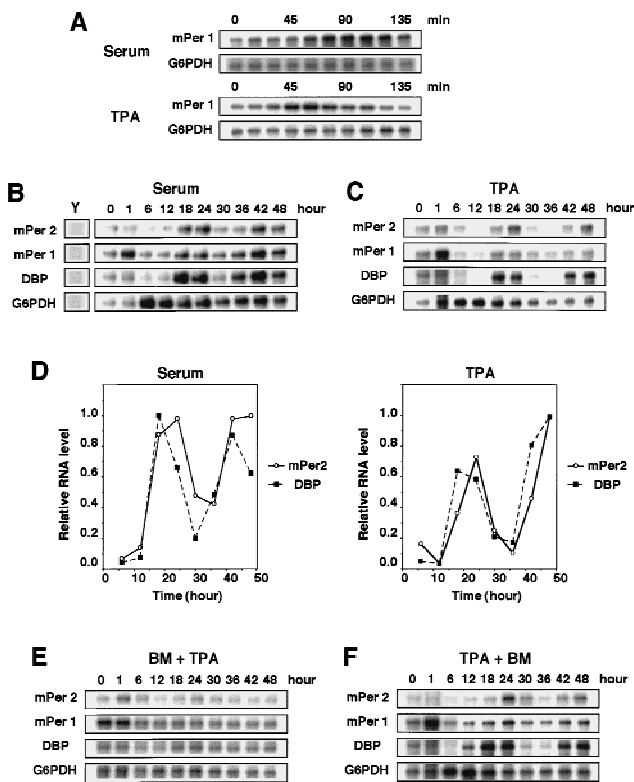 A
0 45 90 135 min
Serum
mPer 1
G6PDH
0 45 90 135 min
TPA
mPer 1
G6PDH
B
Serum
Y 0 1 6 12 18 24 30 36 42 48 hour
mPer 2
mPer 1
DBP
G6PDH
C
TPA
0 1 6 12 18 24 30 36 42 48 hour
mPer 2
mPer 1
DBP
G6PDH
D
Serum
Relative RNA level
1.0
0.8
0.6
0.4
0.2
0.0
0 10 20 30 40 50
Time (hour)
mPer2
DBP
TPA
Relative RNA level
1.0
0.8
0.6
0.4
0.2
0.0
0 10 20 30 40 50
Time (hour)
mPer2
DBP
E
BM + TPA
0 1 6 12 18 24 30 36 42 48 hour
mPer 2
mPer 1
DBP
G6PDH
F
TPA + BM
0 1 6 12 18 24 30 36 42 48 hour
mPer 2
mPer 1
DBP
G6PDH